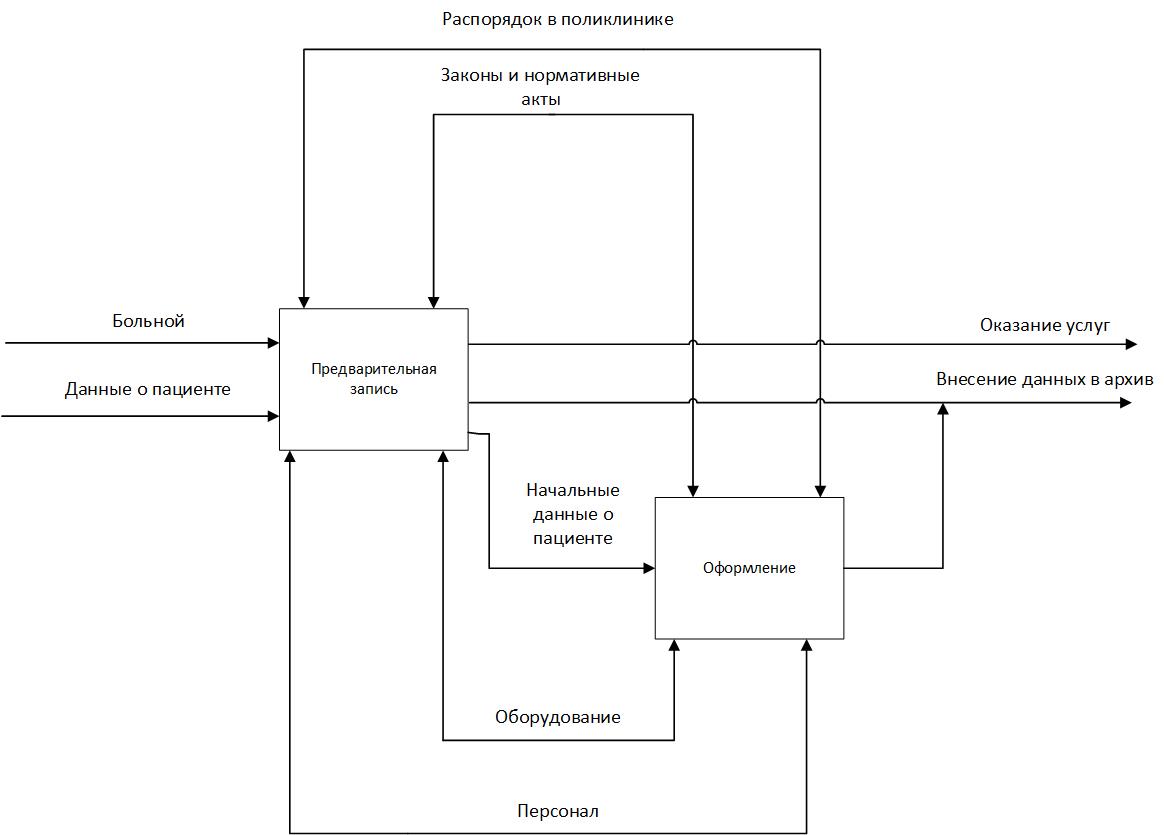 Распорядок в поликлинике
Законы и нормативные
акты
Больной
Оказание услуг
Предварительная
запись
Данные о пациенте
Внесение данных в архив
Начальные
данные о
пациенте
Оформление
Оборудование
Персонал